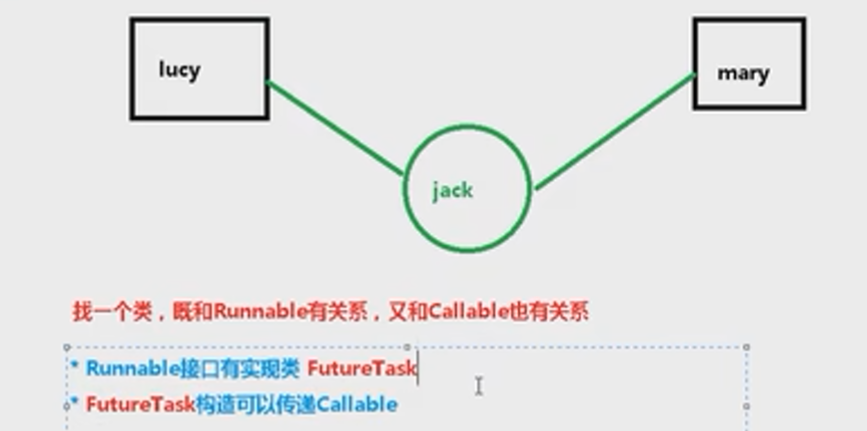 lucy
mary
jack
找一个类，既和Runnable有关系，又和Callable也有关系
* Runnable接口有实现类 FutureTask
* FutureTask构造可以传递Callable